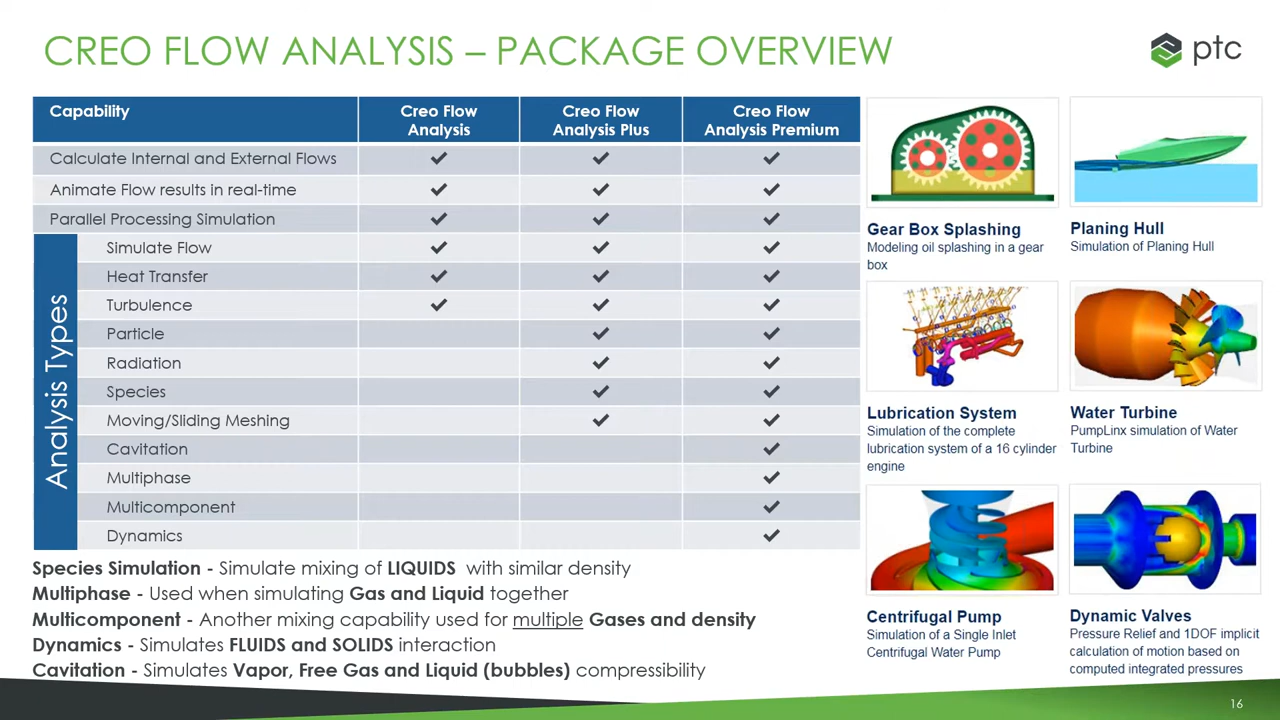 CREO FLOW ANALYSIS – PACKAGE OVERVIEW
ptc
Capability
Creo Flow
Analysis
Creo Flow
Analysis Plus
Creo Flow
Analysis Premium
Calculate Internal and External Flows ✔ ✔ ✔
Animate Flow results in real-time ✔ ✔ ✔
Parallel Processing Simulation ✔ ✔ ✔
Analysis Types
Simulate Flow ✔ ✔ ✔
Heat Transfer ✔ ✔ ✔
Turbulence ✔ ✔ ✔
Particle ✔ ✔
Radiation ✔ ✔
Species ✔ ✔
Moving/Sliding Meshing ✔ ✔
Cavitation ✔
Multiphase ✔
Multicomponent ✔
Dynamics ✔
Species Simulation - Simulate mixing of LIQUIDS with similar density
Multiphase - Used when simulating Gas and Liquid together
Multicomponent - Another mixing capability used for multiple Gases and density
Dynamics - Simulates FLUIDS and SOLIDS interaction
Cavitation - Simulates Vapor, Free Gas and Liquid (bubbles) compressibility
Gear Box Splashing
Modeling oil splashing in a gear
box
Planing Hull
Simulation of Planing Hull
Lubrication System
Simulation of the complete
lubrication system of a 16 cylinder
engine
Water Turbine
PumpLinx simulation of Water
Turbine
Centrifugal Pump
Simulation of a Single Inlet
Centrifugal Water Pump
Dynamic Valves
Pressure Relief and 1DOF implicit
calculation of motion based on
computed integrated pressures
16